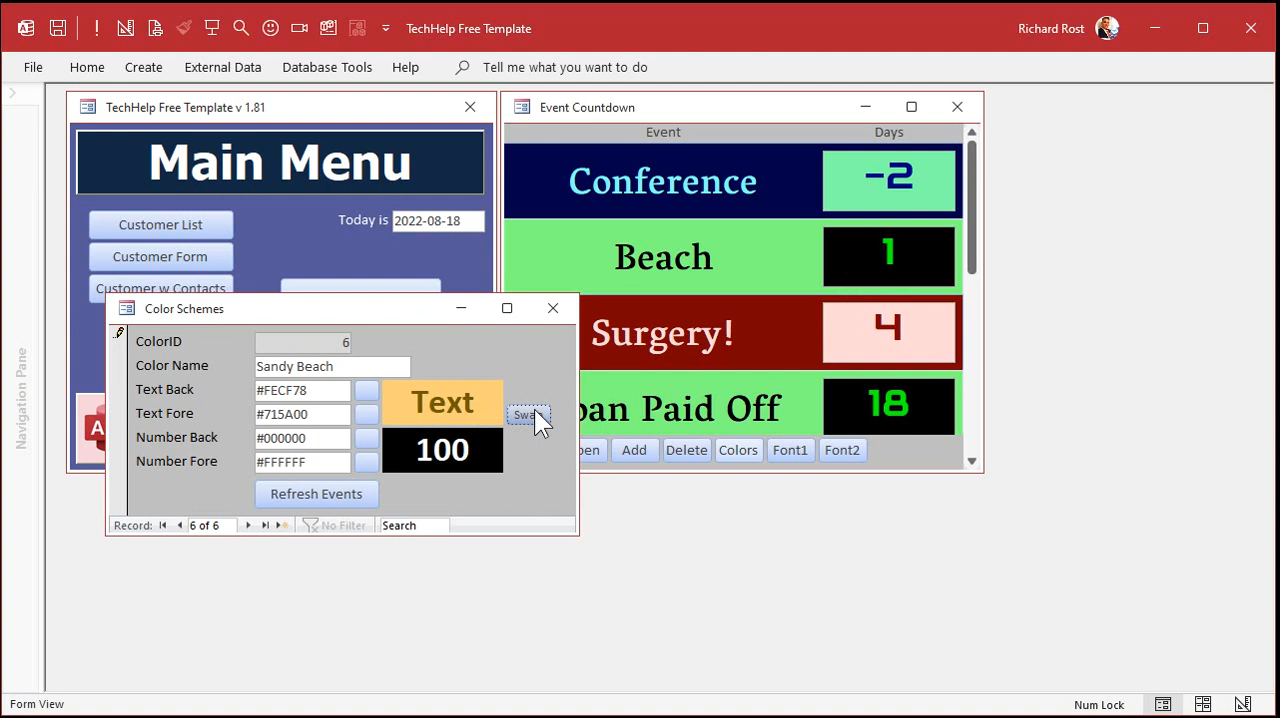 TechHelp Free Template
Richard Rost
File Home Create External Data Database Tools Help Tell me what you want to do
TechHelp Free Template v 1.81
Main Menu
Customer List
Today is 2022-08-18
Customer Form
Customer w Contacts
Event Countdown
Event Days
Conference -2
Beach 1
Surgery! 4
Paid Off 18
Add Delete Colors Font1 Font2
Color Schemes
ColorID 6
Color Name Sandy Beach
Text Back #FECF78
Text Fore #715A00
Number Back #000000
Number Fore #FFFFFF
Text
100
Refresh Events
Record: 6 of 6 No Filter Search
Navigation Pane
Form View
Num Lock